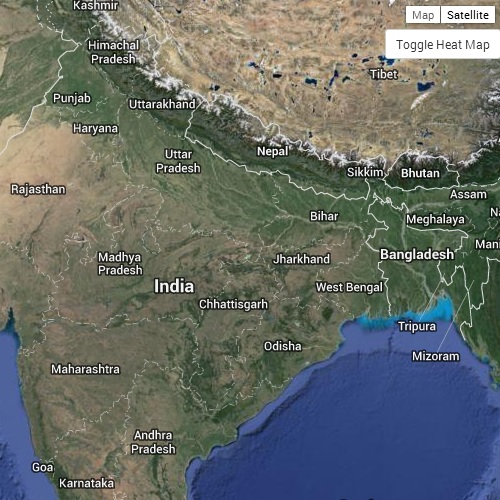 Kashmir
Map
Satellite
Toggle Heat Map
Himachal
Pradesh
Tibet
Punjab
Uttarakhand
Haryana
Uttar
Pradesh
Nepal
Sikkim
Bhutan
Rajasthan
Assam
Bihar
Meghalaya
Mani
Madhya
Pradesh
Jharkhand
Bangladesh
India
West Bengal
Chhattisgarh
Tripura
Odisha
Mizoram
Maharashtra
Andhra
Pradesh
Goa
Karnataka